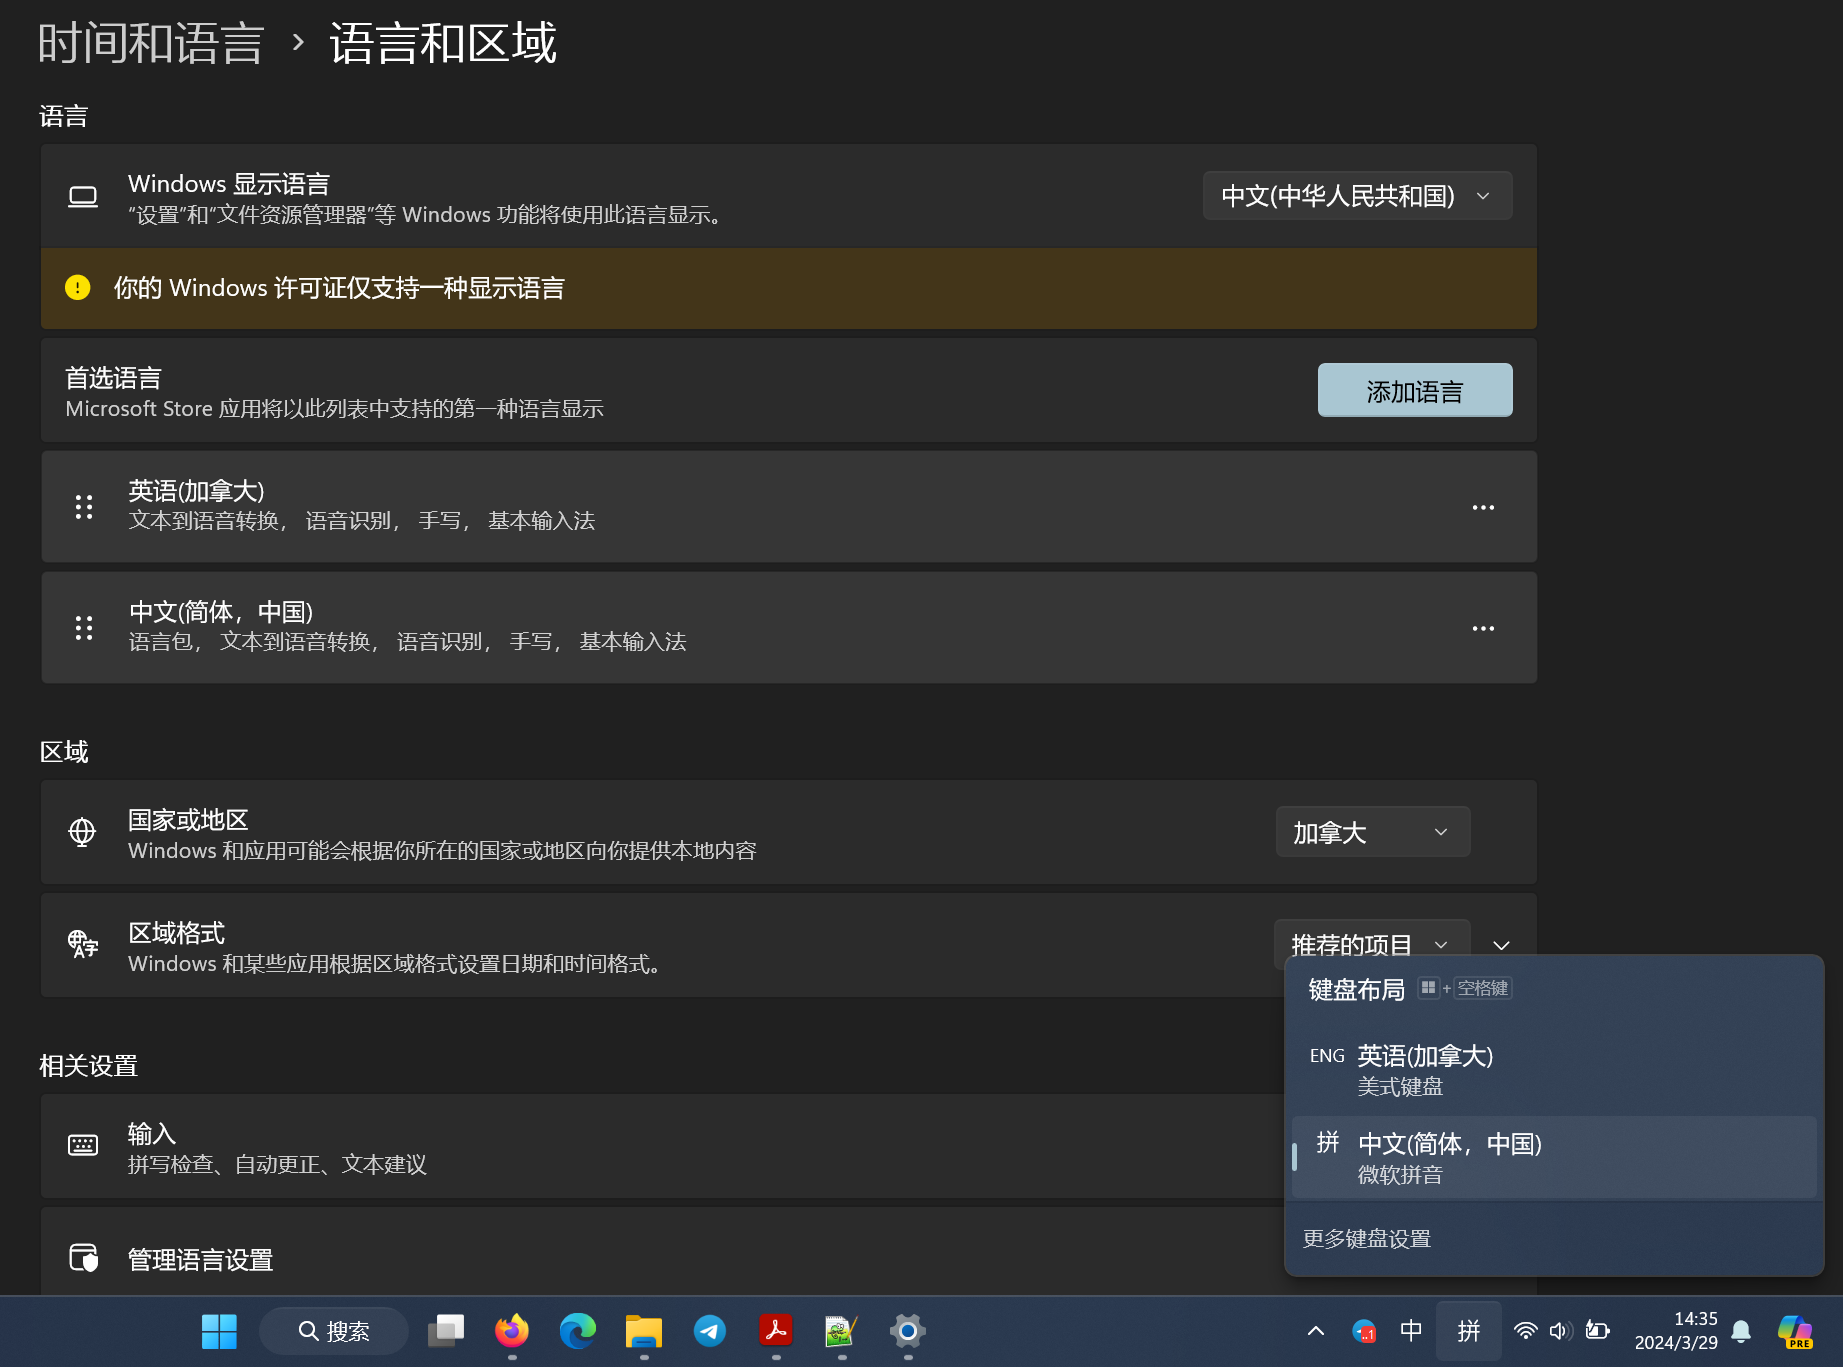 时间和语言 › 语言和区域
语言
Windows 显示语言
“设置”和“文件资源管理器”等 Windows 功能将使用此语言显示。
中文(中华人民共和国)
你的 Windows 许可证仅支持一种显示语言
首选语言
Microsoft Store 应用将以此列表中支持的第一种语言显示
添加语言
英语(加拿大)
文本到语音转换， 语音识别， 手写， 基本输入法
中文(简体，中国)
语言包， 文本到语音转换， 语音识别， 手写， 基本输入法
区域
国家或地区
Windows 和应用可能会根据你所在的国家或地区向你提供本地内容
加拿大
区域格式
Windows 和某些应用根据区域格式设置日期和时间格式。
推荐的项目
相关设置
输入
拼写检查、自动更正、文本建议
管理语言设置
键盘布局 + 空格键
ENG 英语(加拿大)
美式键盘
拼 中文(简体，中国)
微软拼音
更多键盘设置
搜索
中
拼
14:35
2024/3/29
PRE